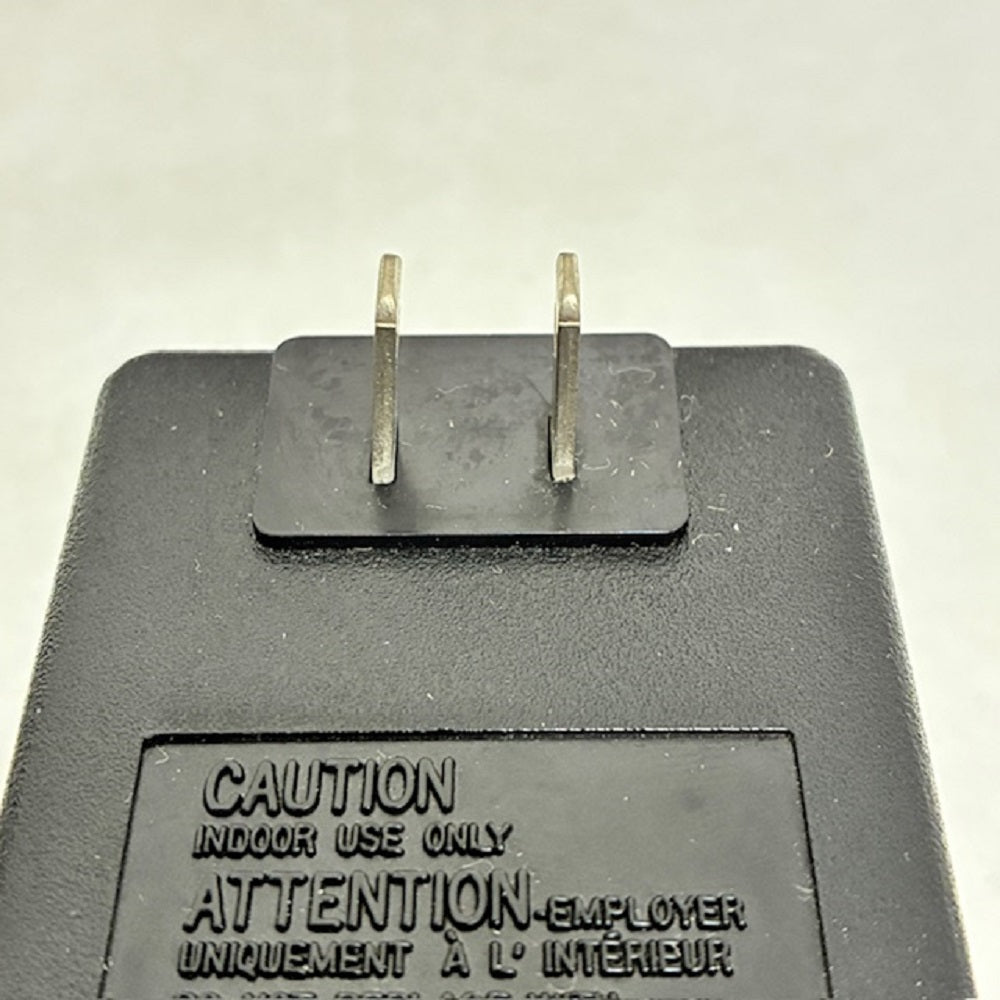 CAUTION
INDOOR USE ONLY
ATTENTION-EMPLOYER
UNIQUEMENT À L' INTÉRIEUR